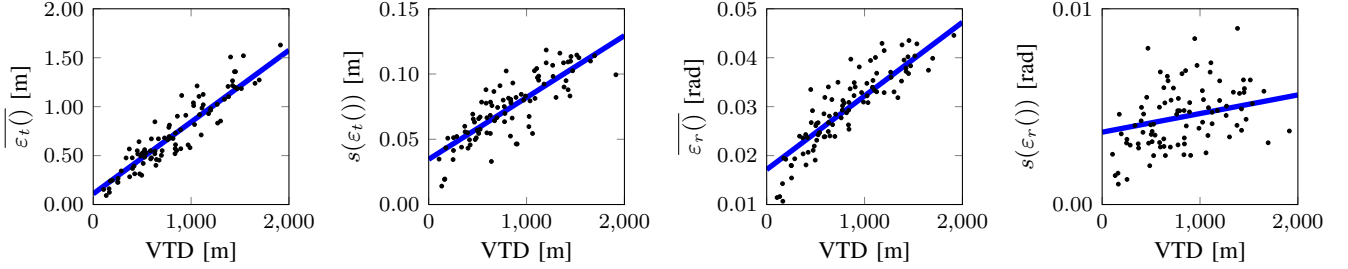 2.00
1.50
1.00
0.50
0.00
0 1,000 2,000
VTD [m]
$\overline{\varepsilon_t()}$ [m]
0.15
0.10
0.05
0.00
0 1,000 2,000
VTD [m]
s(ε_t()) [m]
0.05
0.04
0.03
0.02
0.01
0 1,000 2,000
VTD [m]
$\overline{\varepsilon_r()}$ [rad]
0.01
0.00
0 1,000 2,000
VTD [m]
s(ε_r()) [rad]